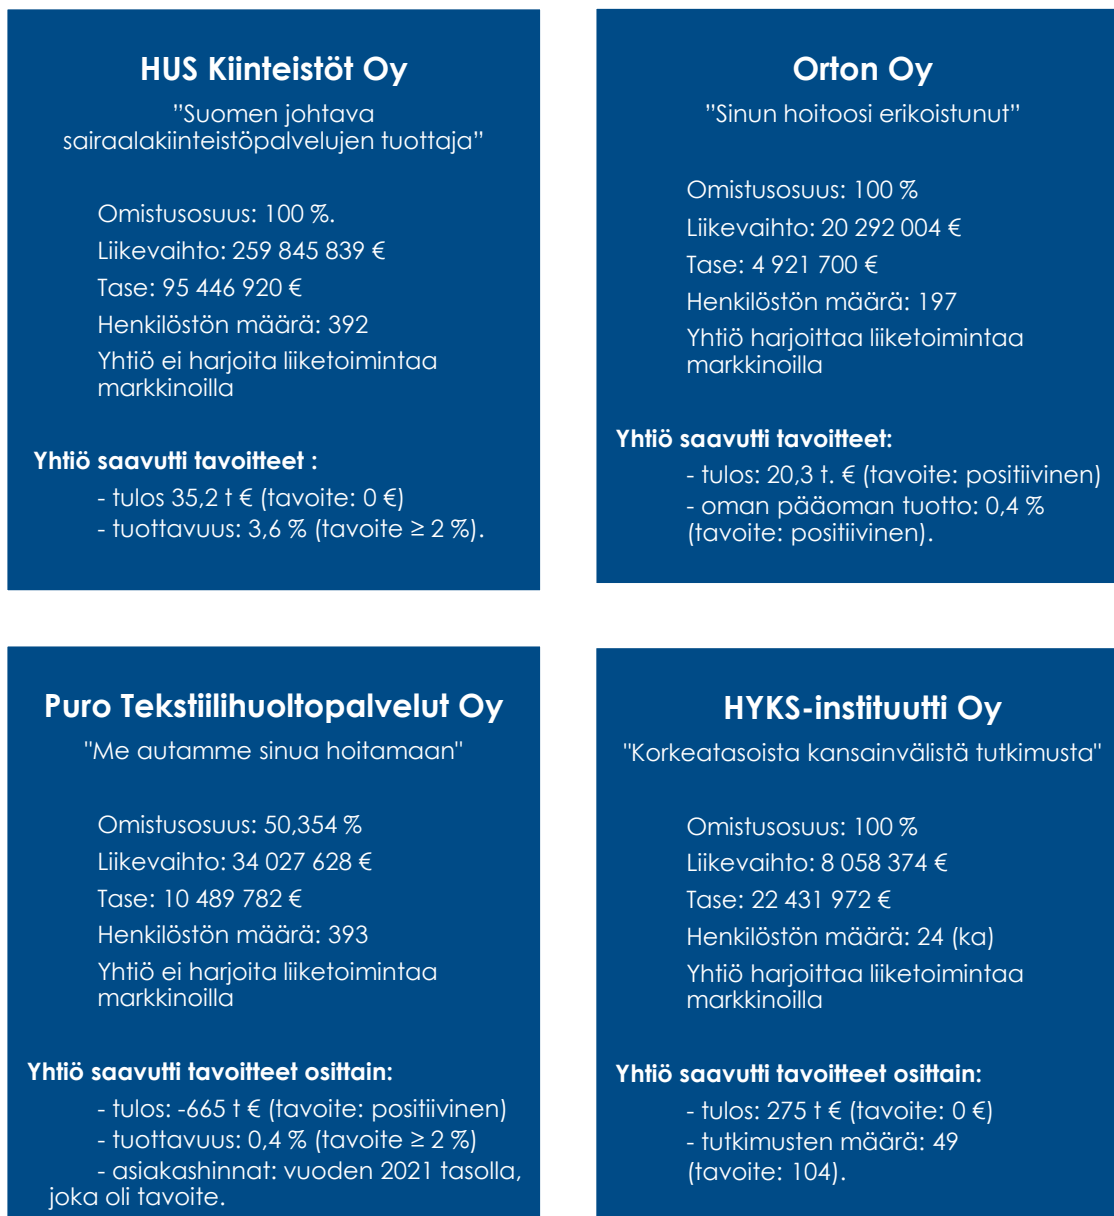 HUS Kiinteistöt Oy
”Suomen johtava
sairaalakiinteistöpalvelujen tuottaja”
Omistusosuus: 100 %.
Liikevaihto: 259 845 839 €
Tase: 95 446 920 €
Henkilöstön määrä: 392
Yhtiö ei harjoita liiketoimintaa
markkinoilla
Yhtiö saavutti tavoitteet :
- tulos 35,2 t € (tavoite: 0 €)
- tuottavuus: 3,6 % (tavoite ≥ 2 %).
Orton Oy
”Sinun hoitoosi erikoistunut”
Omistusosuus: 100 %
Liikevaihto: 20 292 004 €
Tase: 4 921 700 €
Henkilöstön määrä: 197
Yhtiö harjoittaa liiketoimintaa
markkinoilla
Yhtiö saavutti tavoitteet:
- tulos: 20,3 t. € (tavoite: positiivinen)
- oman pääoman tuotto: 0,4 %
(tavoite: positiivinen).
Puro Tekstiilihuoltopalvelut Oy
"Me autamme sinua hoitamaan"
Omistusosuus: 50,354 %
Liikevaihto: 34 027 628 €
Tase: 10 489 782 €
Henkilöstön määrä: 393
Yhtiö ei harjoita liiketoimintaa
markkinoilla
Yhtiö saavutti tavoitteet osittain:
- tulos: -665 t € (tavoite: positiivinen)
- tuottavuus: 0,4 % (tavoite ≥ 2 %)
- asiakashinnat: vuoden 2021 tasolla,
joka oli tavoite.
HYKS-instituutti Oy
"Korkeatasoista kansainvälistä tutkimusta"
Omistusosuus: 100 %
Liikevaihto: 8 058 374 €
Tase: 22 431 972 €
Henkilöstön määrä: 24 (ka)
Yhtiö harjoittaa liiketoimintaa
markkinoilla
Yhtiö saavutti tavoitteet osittain:
- tulos: 275 t € (tavoite: 0 €)
- tutkimusten määrä: 49
(tavoite: 104).